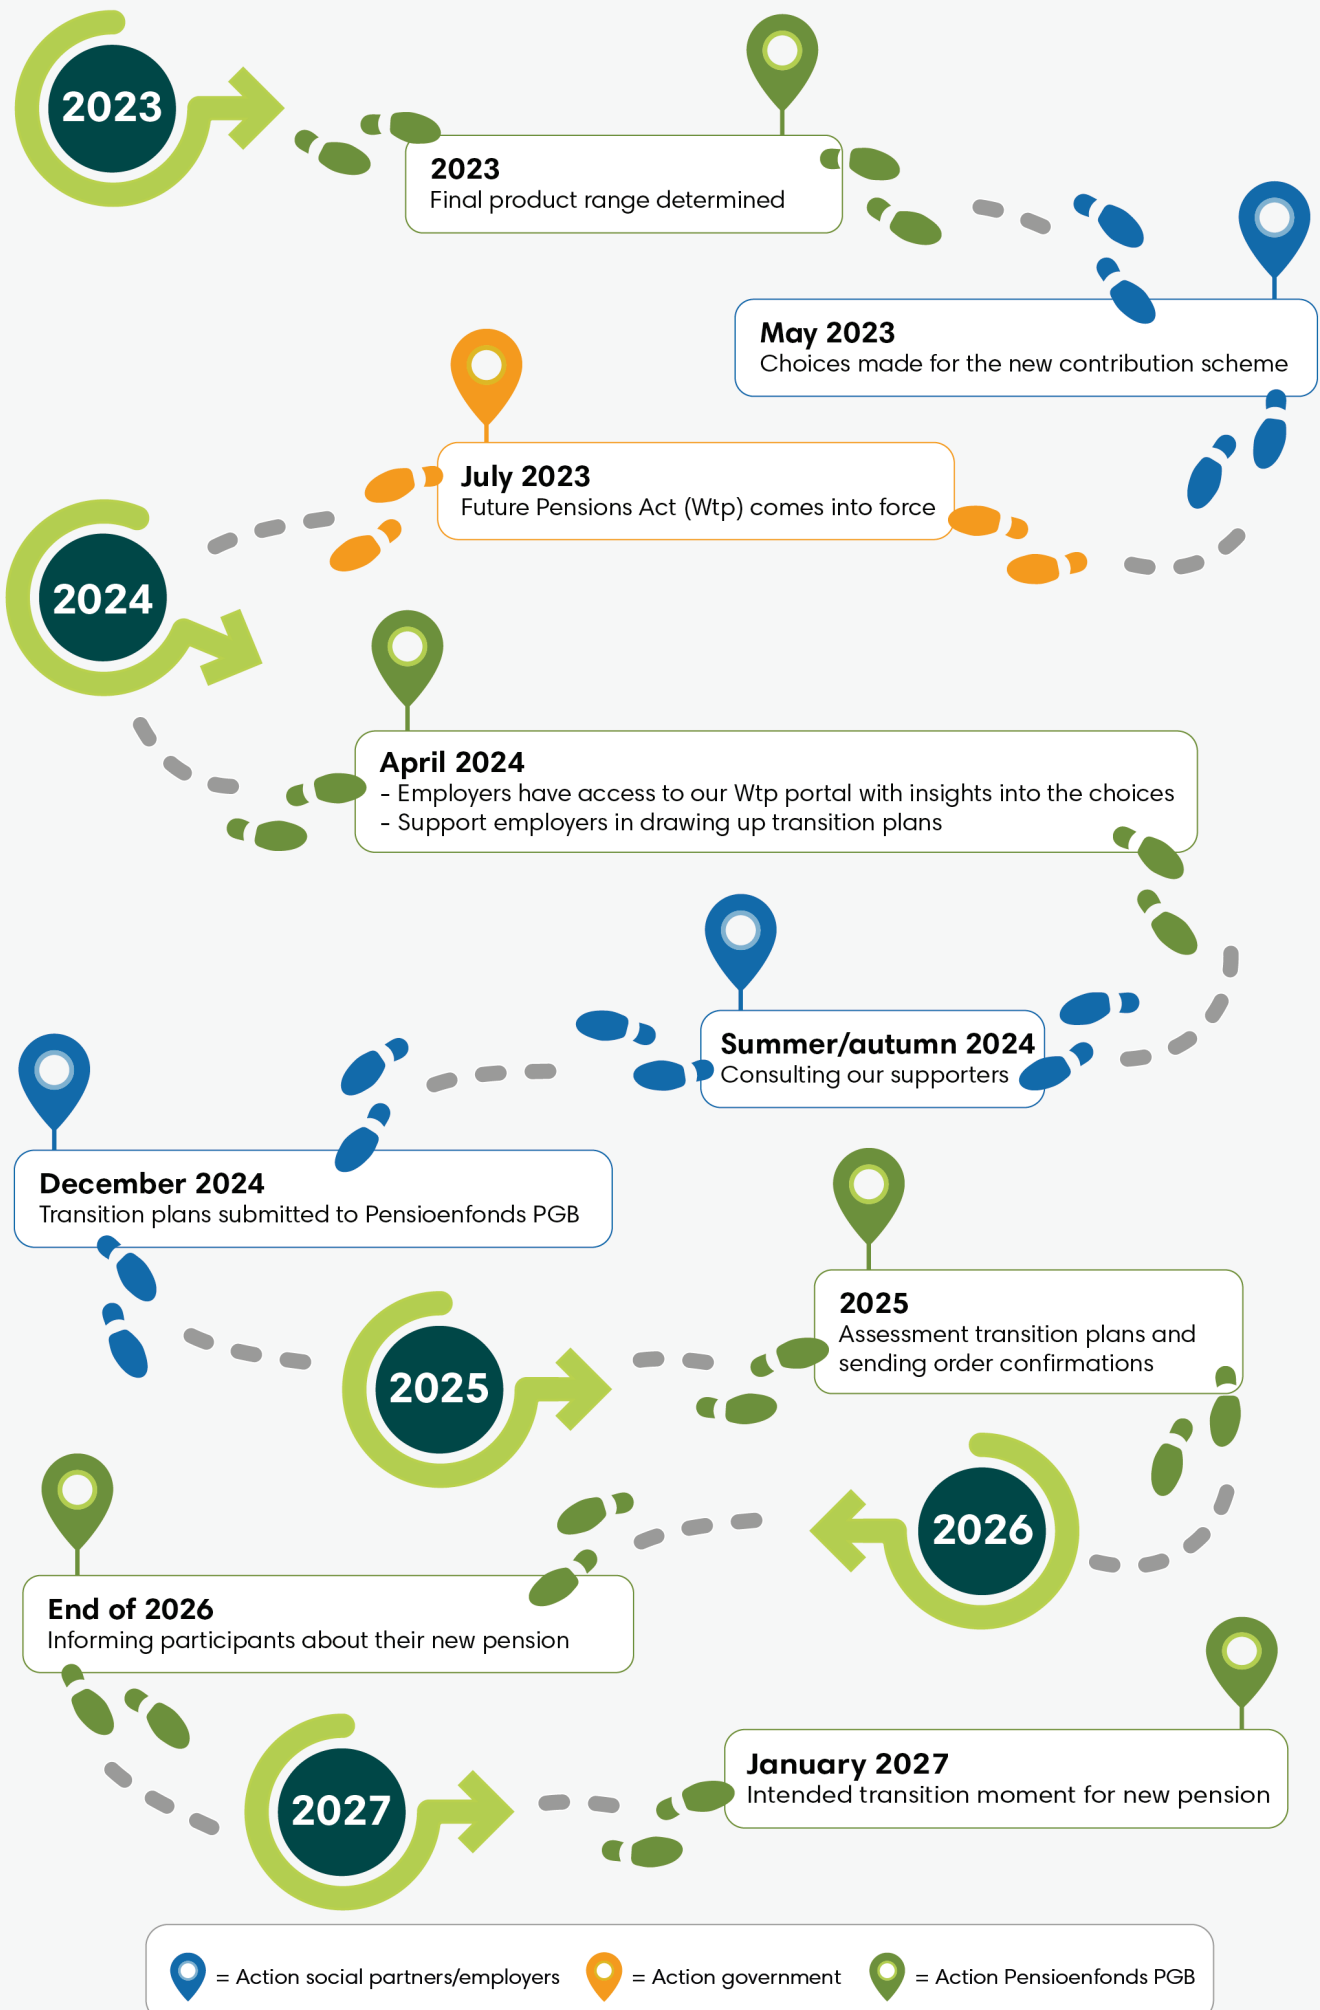 2023
2023
Final product range determined
May 2023
Choices made for the new contribution scheme
July 2023
Future Pensions Act (Wtp) comes into force
2024
April 2024
- Employers have access to our Wtp portal with insights into the choices
- Support employers in drawing up transition plans
Summer/autumn 2024
Consulting our supporters
December 2024
Transition plans submitted to Pensioenfonds PGB
2025
2025
Assessment transition plans and
sending order confirmations
2026
End of 2026
Informing participants about their new pension
2027
January 2027
Intended transition moment for new pension
= Action social partners/employers
= Action government
= Action Pensioenfonds PGB